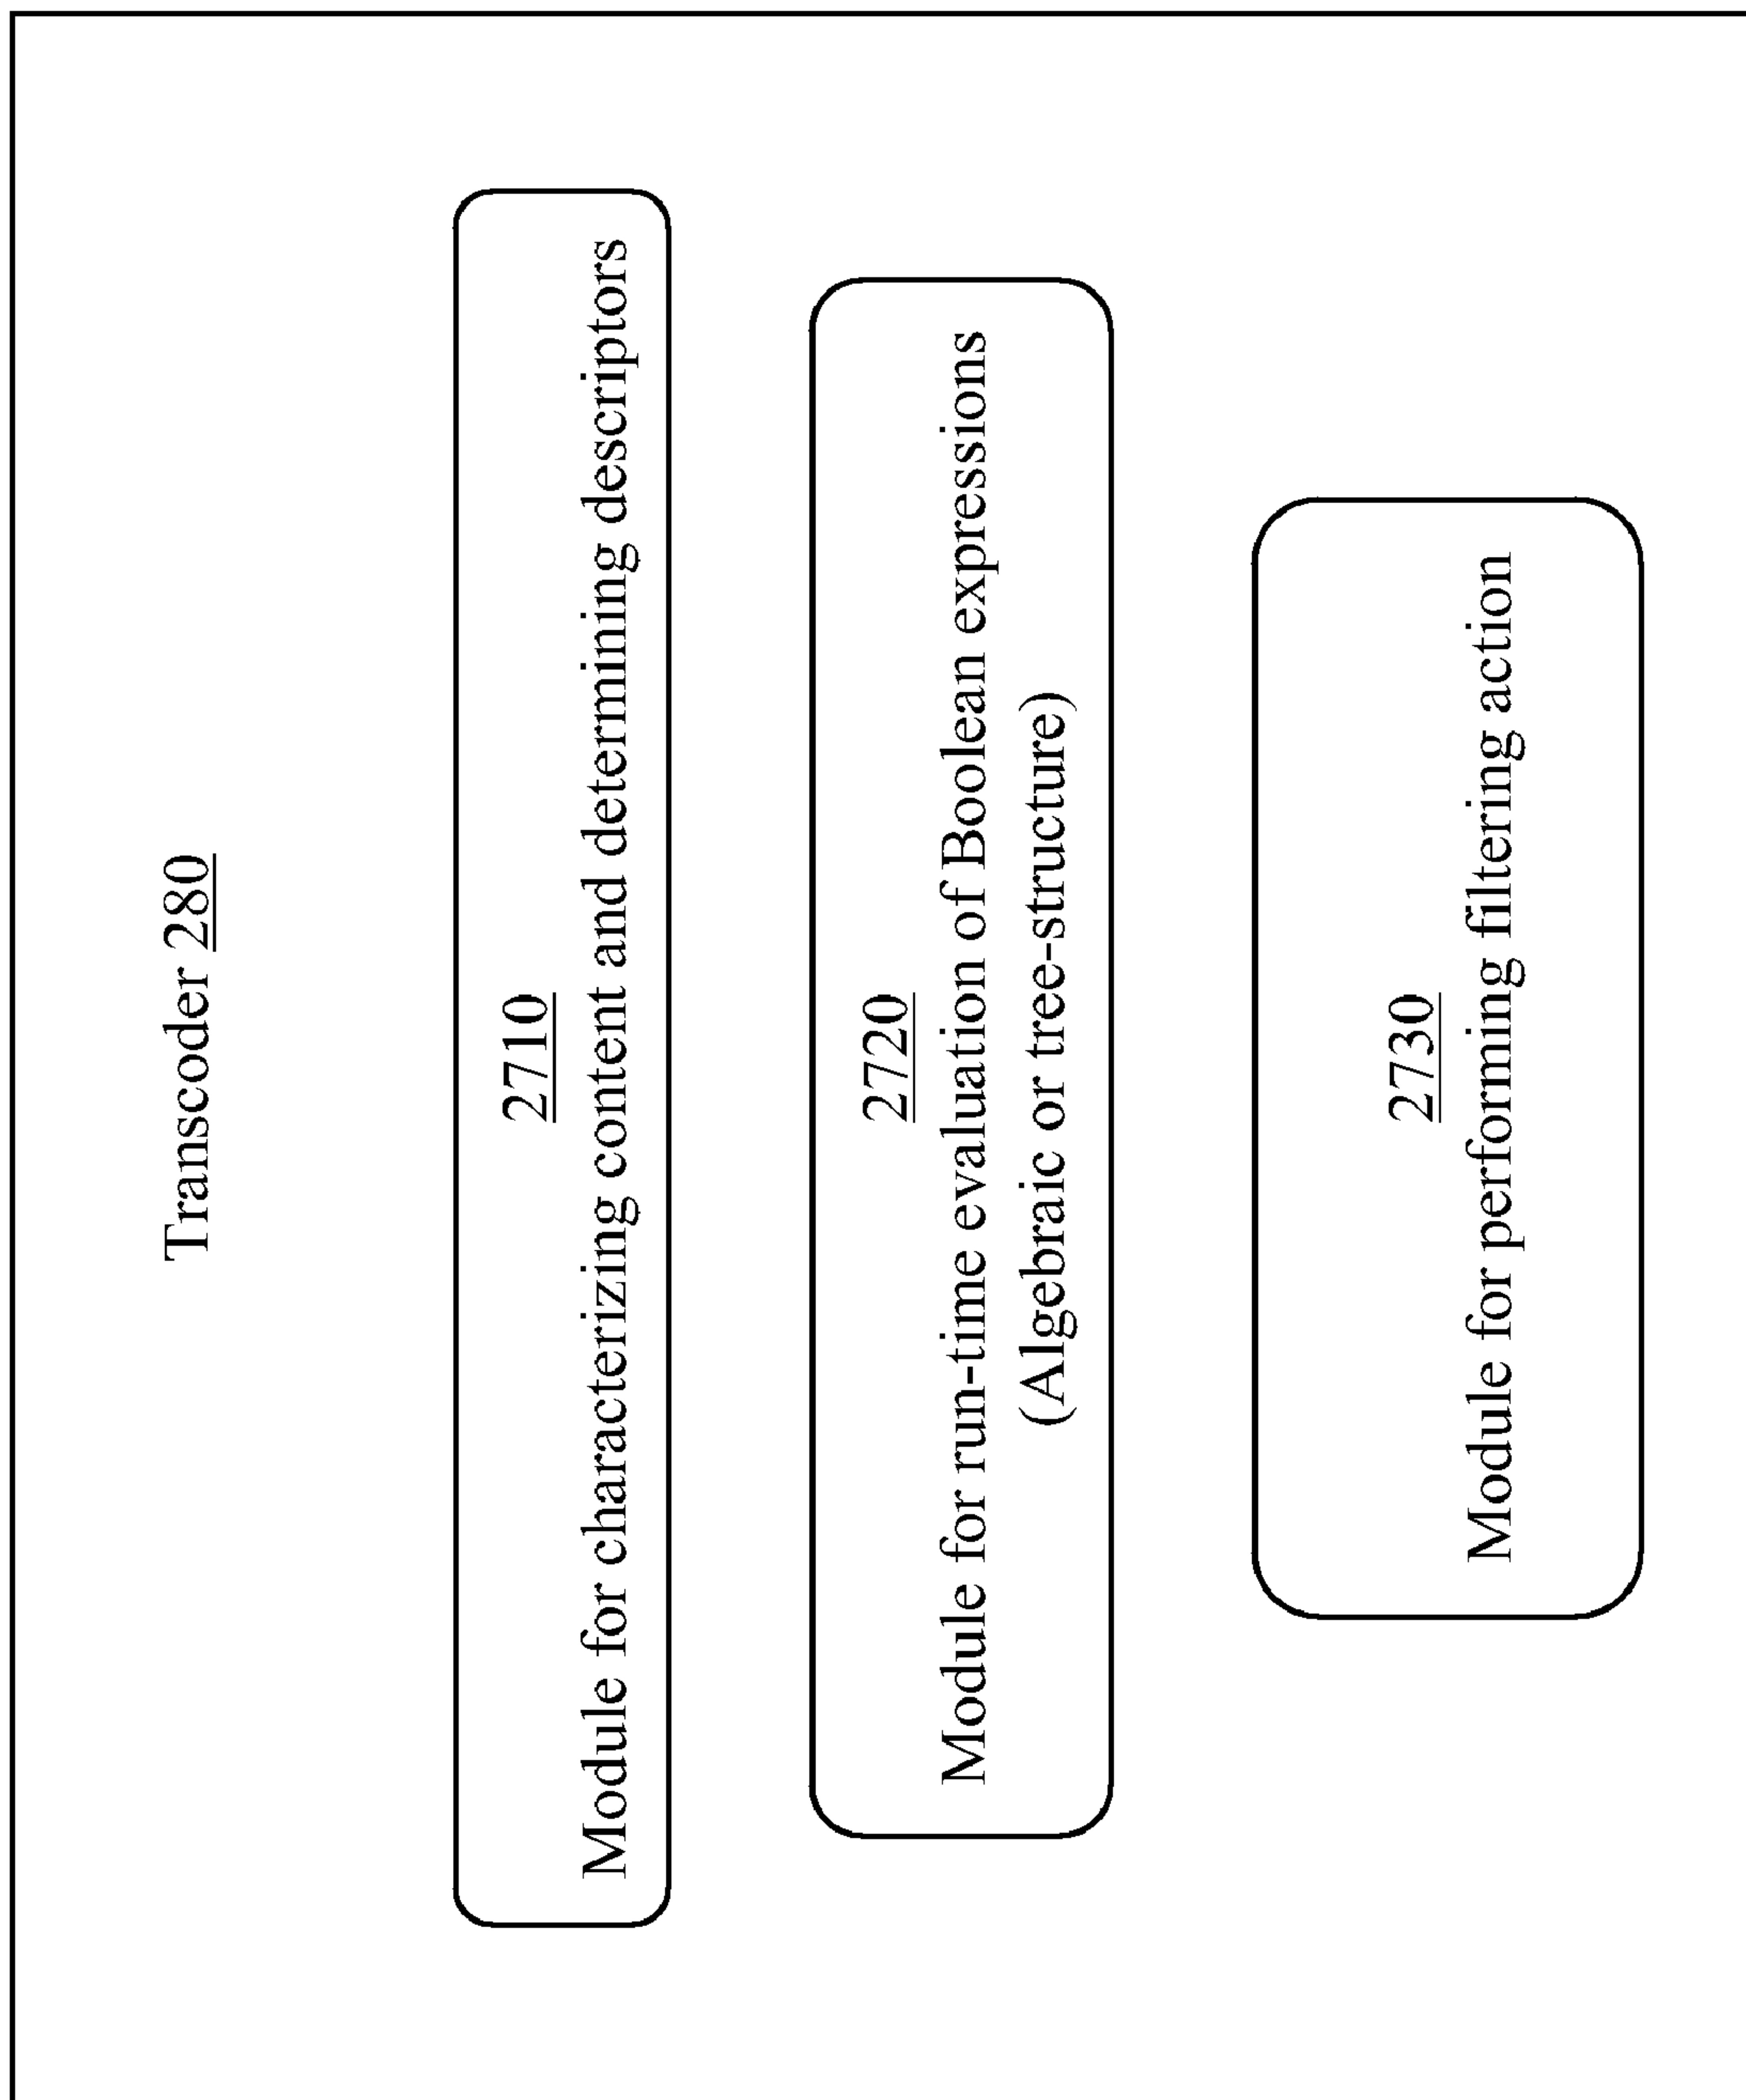 Transcoder 280
2710
Module for characterizing content and determining descriptors
2720
Module for run-time evaluation of Boolean expressions
(Algebraic or tree-structure)
2730
Module for performing filtering action